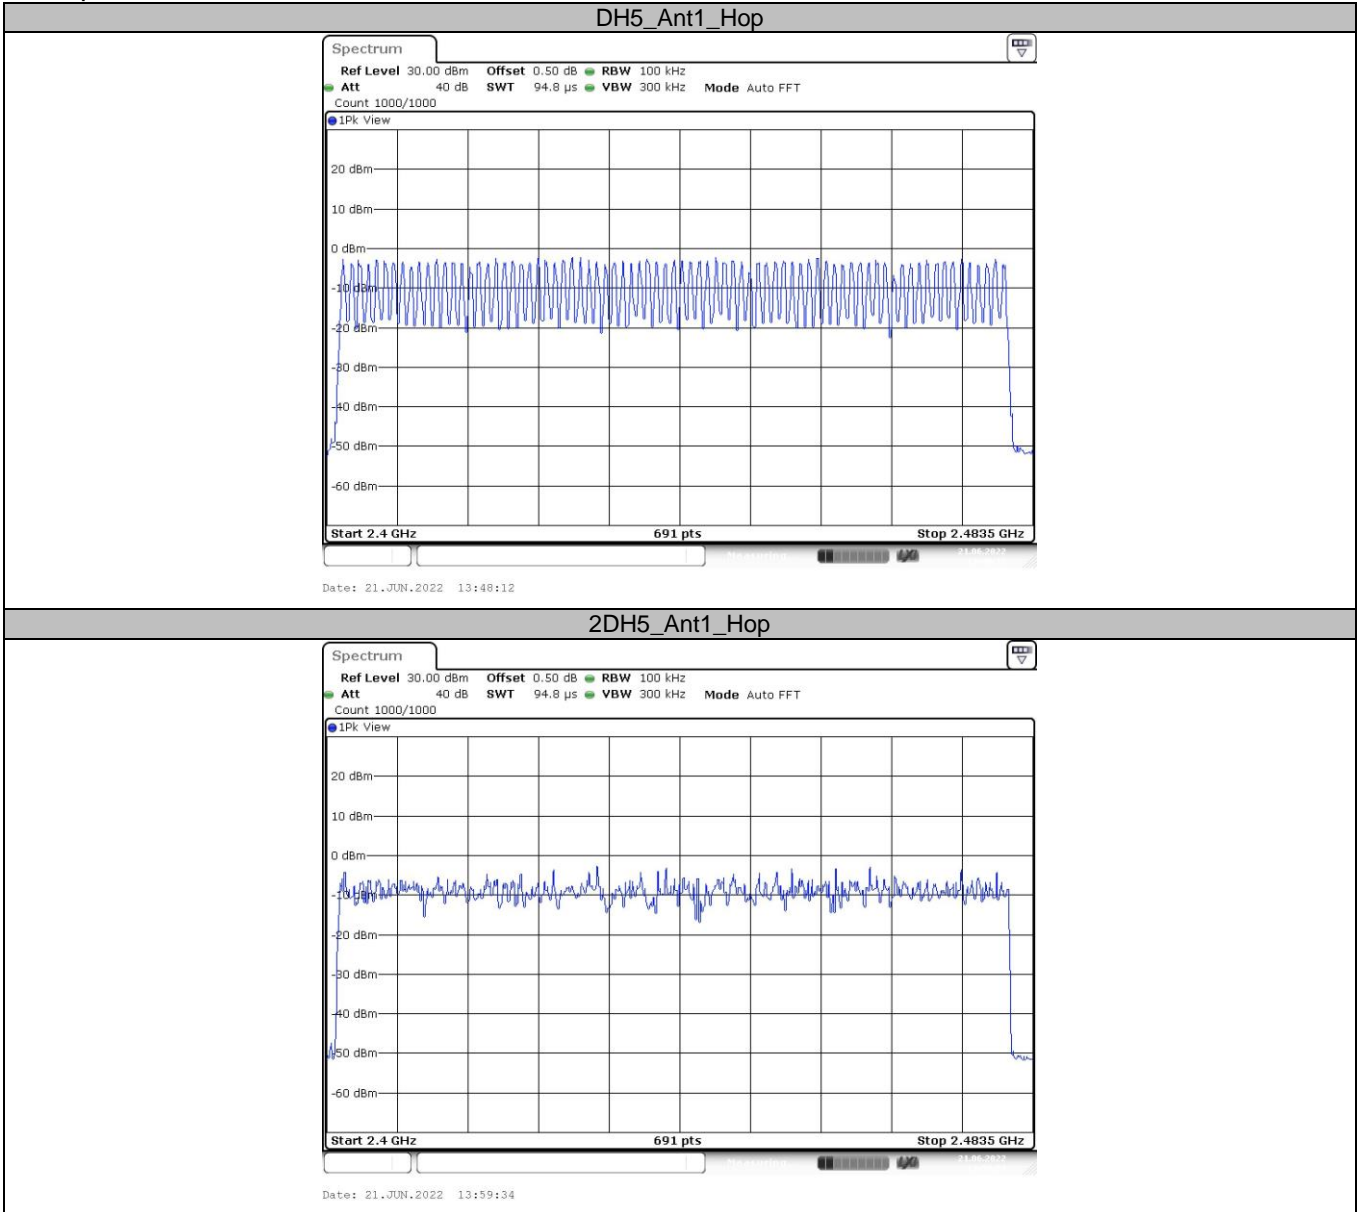 DH5_Ant1_Hop
Spectrum
Ref Level 30.00 dBm Offset 0.50 dB RBW 100 kHz
Att 40 dB SWT 94.8 µs VBW 300 kHz Mode Auto FFT
Count 1000/1000
1Pk View
20 dBm
10 dBm
0 dBm
-10 dBm
-20 dBm
-30 dBm
-40 dBm
-50 dBm
-60 dBm
Start 2.4 GHz 691 pts Stop 2.4835 GHz
21.06.2022
Date: 21.JUN.2022 13:48:12
2DH5_Ant1_Hop
Spectrum
Ref Level 30.00 dBm Offset 0.50 dB RBW 100 kHz
Att 40 dB SWT 94.8 µs VBW 300 kHz Mode Auto FFT
Count 1000/1000
1Pk View
20 dBm
10 dBm
0 dBm
-10 dBm
-20 dBm
-30 dBm
-40 dBm
-50 dBm
-60 dBm
Start 2.4 GHz 691 pts Stop 2.4835 GHz
21.06.2022
Date: 21.JUN.2022 13:59:34